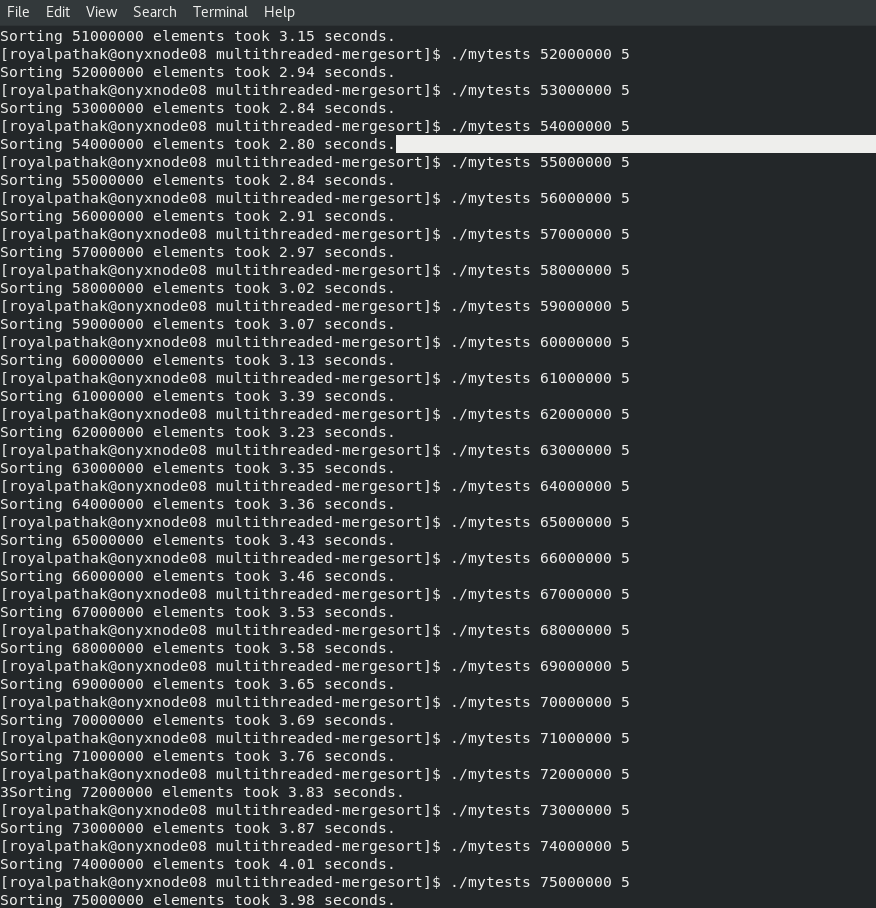 File Edit View Search Terminal Help
Sorting 51000000 elements took 3.15 seconds.
[royalpathak@onyxnode08 multithreaded-mergesort]$ ./mytests 52000000 5
Sorting 52000000 elements took 2.94 seconds.
[royalpathak@onyxnode08 multithreaded-mergesort]$ ./mytests 53000000 5
Sorting 53000000 elements took 2.84 seconds.
[royalpathak@onyxnode08 multithreaded-mergesort]$ ./mytests 54000000 5
Sorting 54000000 elements took 2.80 seconds.
[royalpathak@onyxnode08 multithreaded-mergesort]$ ./mytests 55000000 5
Sorting 55000000 elements took 2.84 seconds.
[royalpathak@onyxnode08 multithreaded-mergesort]$ ./mytests 56000000 5
Sorting 56000000 elements took 2.91 seconds.
[royalpathak@onyxnode08 multithreaded-mergesort]$ ./mytests 57000000 5
Sorting 57000000 elements took 2.97 seconds.
[royalpathak@onyxnode08 multithreaded-mergesort]$ ./mytests 58000000 5
Sorting 58000000 elements took 3.02 seconds.
[royalpathak@onyxnode08 multithreaded-mergesort]$ ./mytests 59000000 5
Sorting 59000000 elements took 3.07 seconds.
[royalpathak@onyxnode08 multithreaded-mergesort]$ ./mytests 60000000 5
Sorting 60000000 elements took 3.13 seconds.
[royalpathak@onyxnode08 multithreaded-mergesort]$ ./mytests 61000000 5
Sorting 61000000 elements took 3.39 seconds.
[royalpathak@onyxnode08 multithreaded-mergesort]$ ./mytests 62000000 5
Sorting 62000000 elements took 3.23 seconds.
[royalpathak@onyxnode08 multithreaded-mergesort]$ ./mytests 63000000 5
Sorting 63000000 elements took 3.35 seconds.
[royalpathak@onyxnode08 multithreaded-mergesort]$ ./mytests 64000000 5
Sorting 64000000 elements took 3.36 seconds.
[royalpathak@onyxnode08 multithreaded-mergesort]$ ./mytests 65000000 5
Sorting 65000000 elements took 3.43 seconds.
[royalpathak@onyxnode08 multithreaded-mergesort]$ ./mytests 66000000 5
Sorting 66000000 elements took 3.46 seconds.
[royalpathak@onyxnode08 multithreaded-mergesort]$ ./mytests 67000000 5
Sorting 67000000 elements took 3.53 seconds.
[royalpathak@onyxnode08 multithreaded-mergesort]$ ./mytests 68000000 5
Sorting 68000000 elements took 3.58 seconds.
[royalpathak@onyxnode08 multithreaded-mergesort]$ ./mytests 69000000 5
Sorting 69000000 elements took 3.65 seconds.
[royalpathak@onyxnode08 multithreaded-mergesort]$ ./mytests 70000000 5
Sorting 70000000 elements took 3.69 seconds.
[royalpathak@onyxnode08 multithreaded-mergesort]$ ./mytests 71000000 5
Sorting 71000000 elements took 3.76 seconds.
[royalpathak@onyxnode08 multithreaded-mergesort]$ ./mytests 72000000 5
3Sorting 72000000 elements took 3.83 seconds.
[royalpathak@onyxnode08 multithreaded-mergesort]$ ./mytests 73000000 5
Sorting 73000000 elements took 3.87 seconds.
[royalpathak@onyxnode08 multithreaded-mergesort]$ ./mytests 74000000 5
Sorting 74000000 elements took 4.01 seconds.
[royalpathak@onyxnode08 multithreaded-mergesort]$ ./mytests 75000000 5
Sorting 75000000 elements took 3.98 seconds.